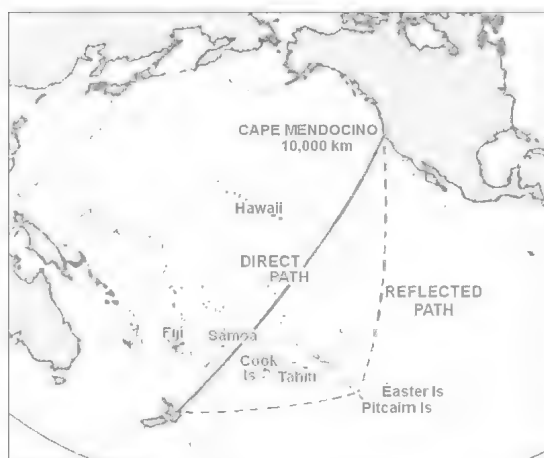 CAPE MENDOCINO
10,000 km
Hawaii
DIRECT
PATH
REFLECTED
PATH
Fiji
Samoa
Cook
Is
Tahiti
Easter Is
Pitcairn Is